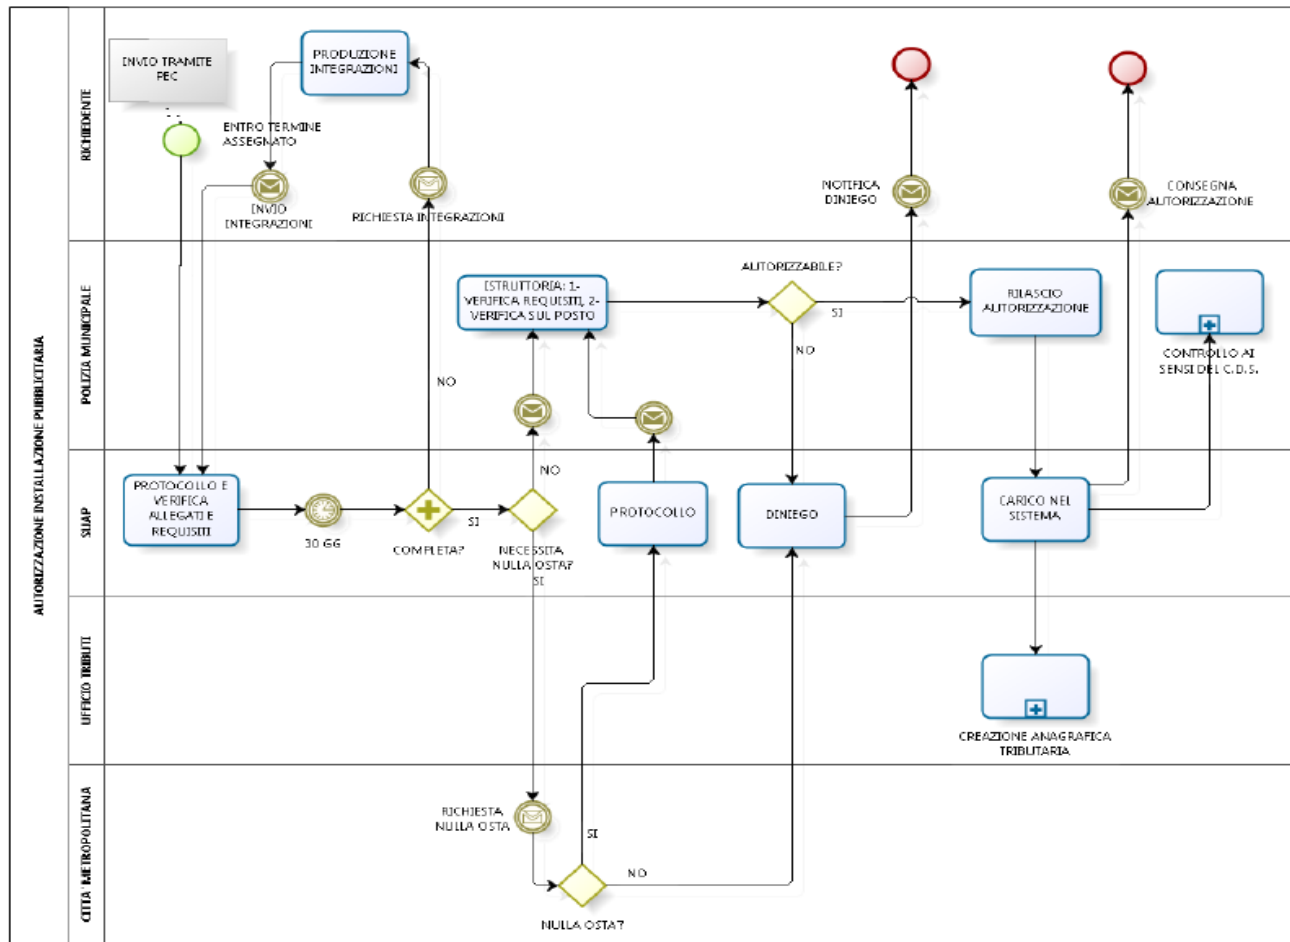 AUTORIZZAZIONE INSTALLAZIONE PUBBLICITARIA
RICHIEDENTE
INVIO TRAMITE
PEC
PRODUZIONE
INTEGRAZIONI
ENTRO TERMINE
ASSEGNATO
INVIO
INTEGRAZIONI
RICHIESTA INTEGRAZIONI
NOTIFICA
DINIEGO
CONSEGNA
AUTORIZZAZIONE
POLIZIA MUNICIPALE
ISTRUTTORIA: 1-
VERIFICA REQUISITI, 2-
VERIFICA SUL POSTO
AUTORIZZABILE?
SI
NO
RILASCIO
AUTORIZZAZIONE
CONTROLLO AI
SENSI DEL C.D.S.
NO
SUAP
PROTOCOLLO E
VERIFICA
ALLEGATI E
REQUISITI
30 GG
COMPLETA?
SI
NO
NECESSITA
NULLA OSTA?
SI
PROTOCOLLO
DINIEGO
CARICO NEL
SISTEMA
UFFICIO TRIBUTI
CREAZIONE ANAGRAFICA
TRIBUTARIA
CITTA' METROPOLITANA
RICHIESTA
NULLA OSTA
SI
NO
NULLA OSTA?